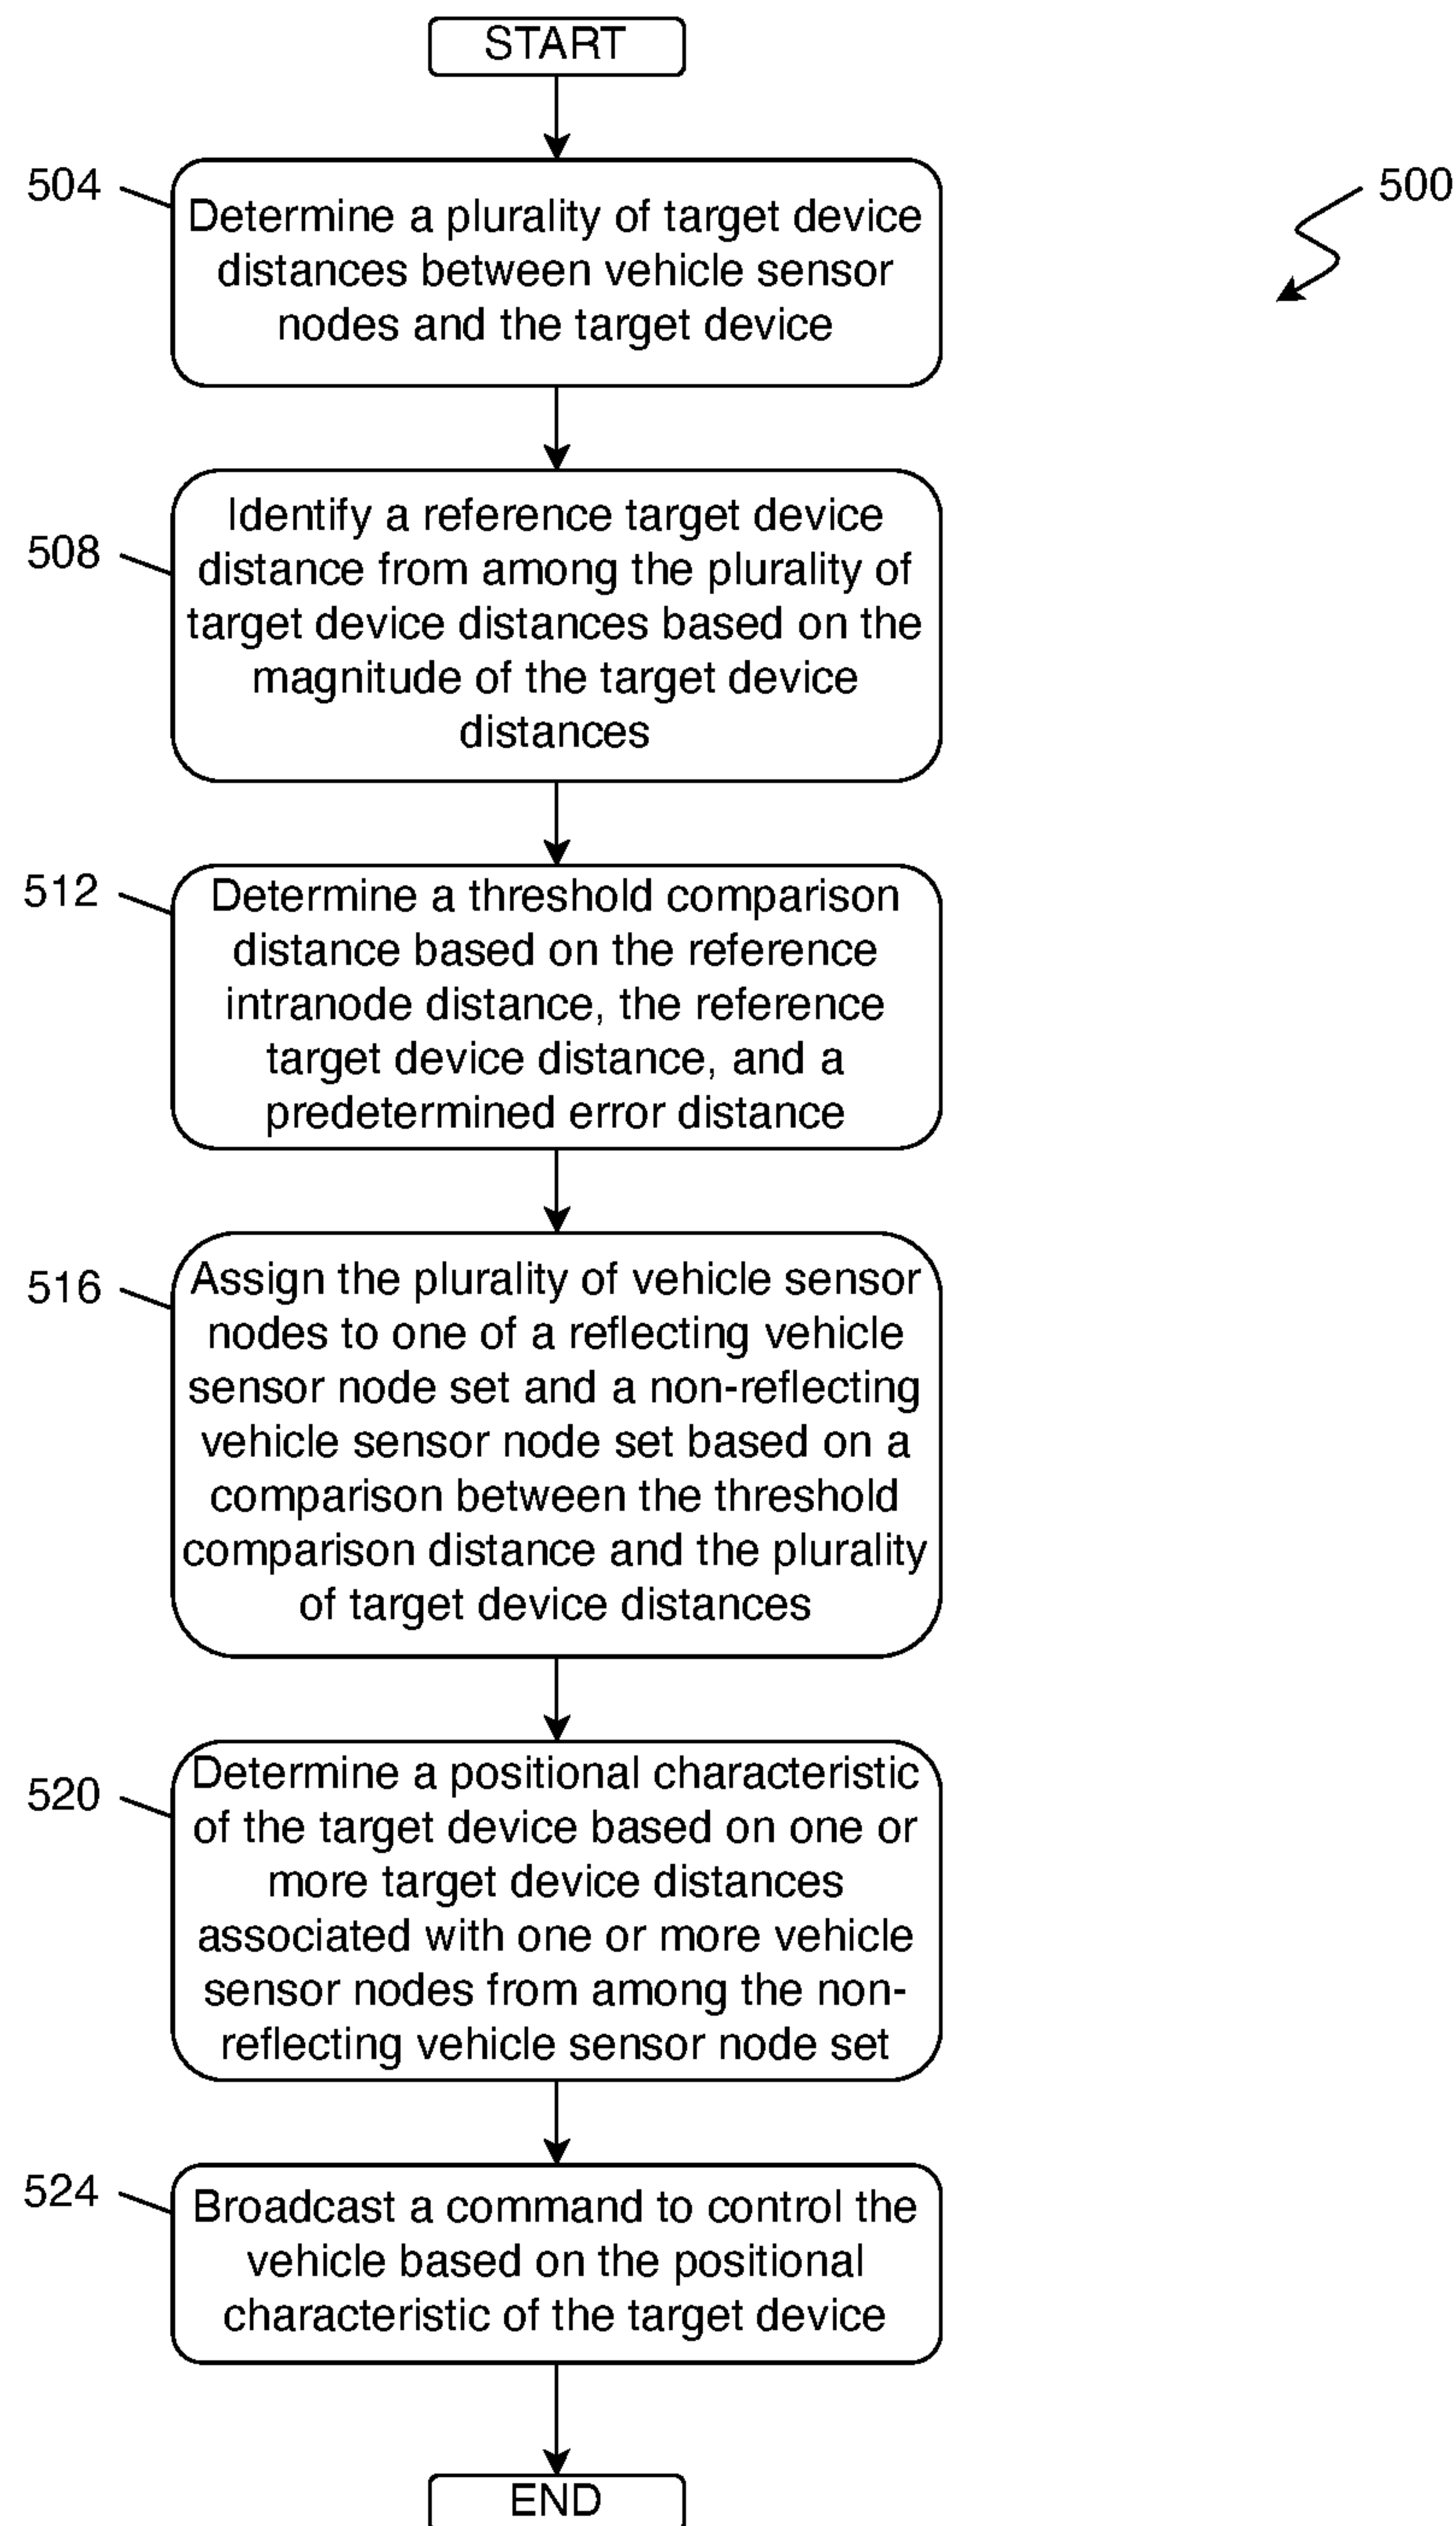 START
504
Determine a plurality of target device
distances between vehicle sensor
nodes and the target device
500
508
Identify a reference target device
distance from among the plurality of
target device distances based on the
magnitude of the target device
distances
512
Determine a threshold comparison
distance based on the reference
intranode distance, the reference
target device distance, and a
predetermined error distance
516
Assign the plurality of vehicle sensor
nodes to one of a reflecting vehicle
sensor node set and a non-reflecting
vehicle sensor node set based on a
comparison between the threshold
comparison distance and the plurality
of target device distances
520
Determine a positional characteristic
of the target device based on one or
more target device distances
associated with one or more vehicle
sensor nodes from among the non-
reflecting vehicle sensor node set
524
Broadcast a command to control the
vehicle based on the positional
characteristic of the target device
END